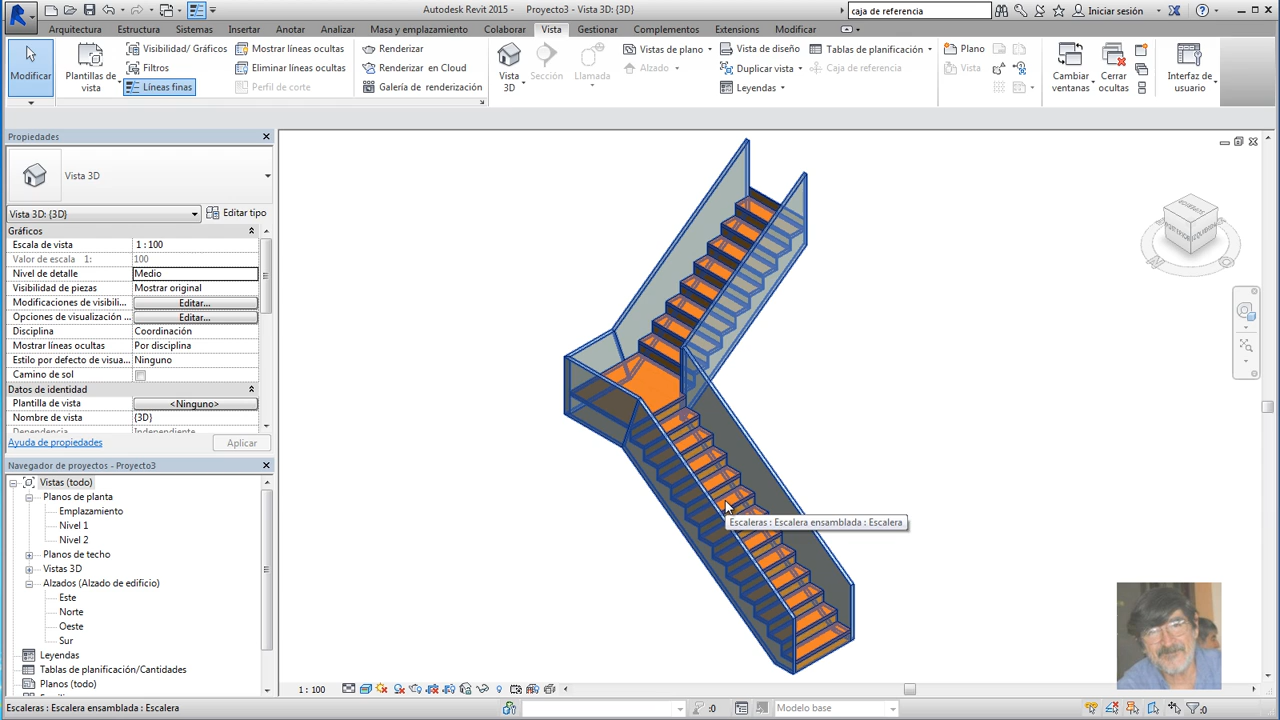 Autodesk Revit 2015 - Proyecto3 - Vista 3D: {3D}
caja de referencia
Iniciar sesión
Arquitectura Estructura Sistemas Insertar Anotar Analizar Masa y emplazamiento Colaborar Vista Gestionar Complementos Extensions Modificar
Modificar
Plantillas de vista
Visibilidad/ Gráficos
Filtros
Líneas finas
Mostrar líneas ocultas
Eliminar líneas ocultas
Perfil de corte
Renderizar
Renderizar en Cloud
Galería de renderización
Vista 3D
Sección
Llamada
Vistas de plano
Alzado
Vista de diseño
Duplicar vista
Leyendas
Tablas de planificación
Caja de referencia
Plano
Vista
Cambiar ventanas
Cerrar ocultas
Interfaz de usuario
Propiedades
Vista 3D
Vista 3D: {3D}
Editar tipo
Gráficos
Escala de vista 1 : 100
Valor de escala 1: 100
Nivel de detalle Medio
Visibilidad de piezas Mostrar original
Modificaciones de visibili... Editar...
Opciones de visualización ... Editar...
Disciplina Coordinación
Mostrar líneas ocultas Por disciplina
Estilo por defecto de visua... Ninguno
Camino de sol
Datos de identidad
Plantilla de vista <Ninguno>
Nombre de vista {3D}
Dependencia Independiente
Ayuda de propiedades
Aplicar
Navegador de proyectos - Proyecto3
Vistas (todo)
Planos de planta
Emplazamiento
Nivel 1
Nivel 2
Planos de techo
Vistas 3D
Alzados (Alzado de edificio)
Este
Norte
Oeste
Sur
Leyendas
Tablas de planificación/Cantidades
Planos (todo)
Escaleras : Escalera ensamblada : Escalera
1 : 100
Escaleras : Escalera ensamblada : Escalera
:0
Modelo base
:0